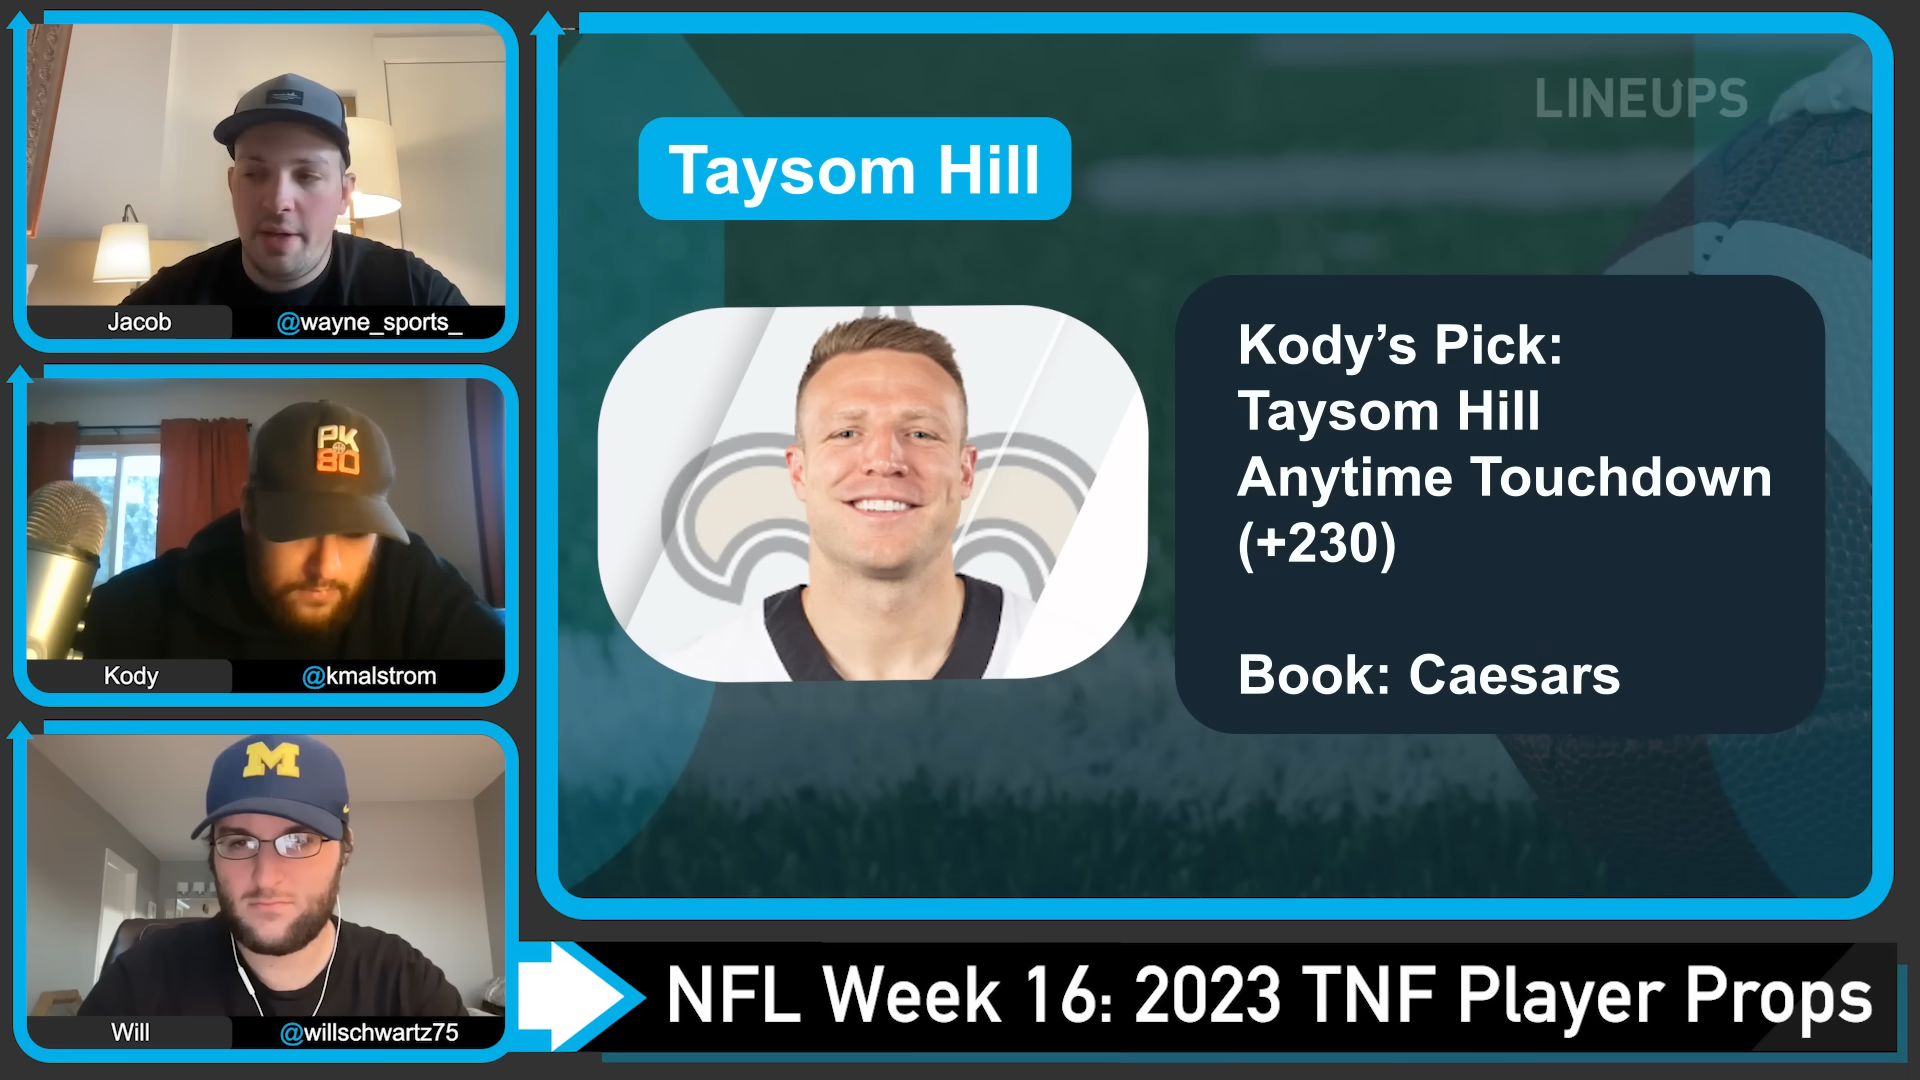 Jacob
@wayne_sports_
PK
80
Kody
@kmalstrom
M
Will
@willschwartz75
LINEUPS
Taysom Hill
Kody’s Pick:
Taysom Hill
Anytime Touchdown
(+230)
Book: Caesars
NFL Week 16: 2023 TNF Player Props